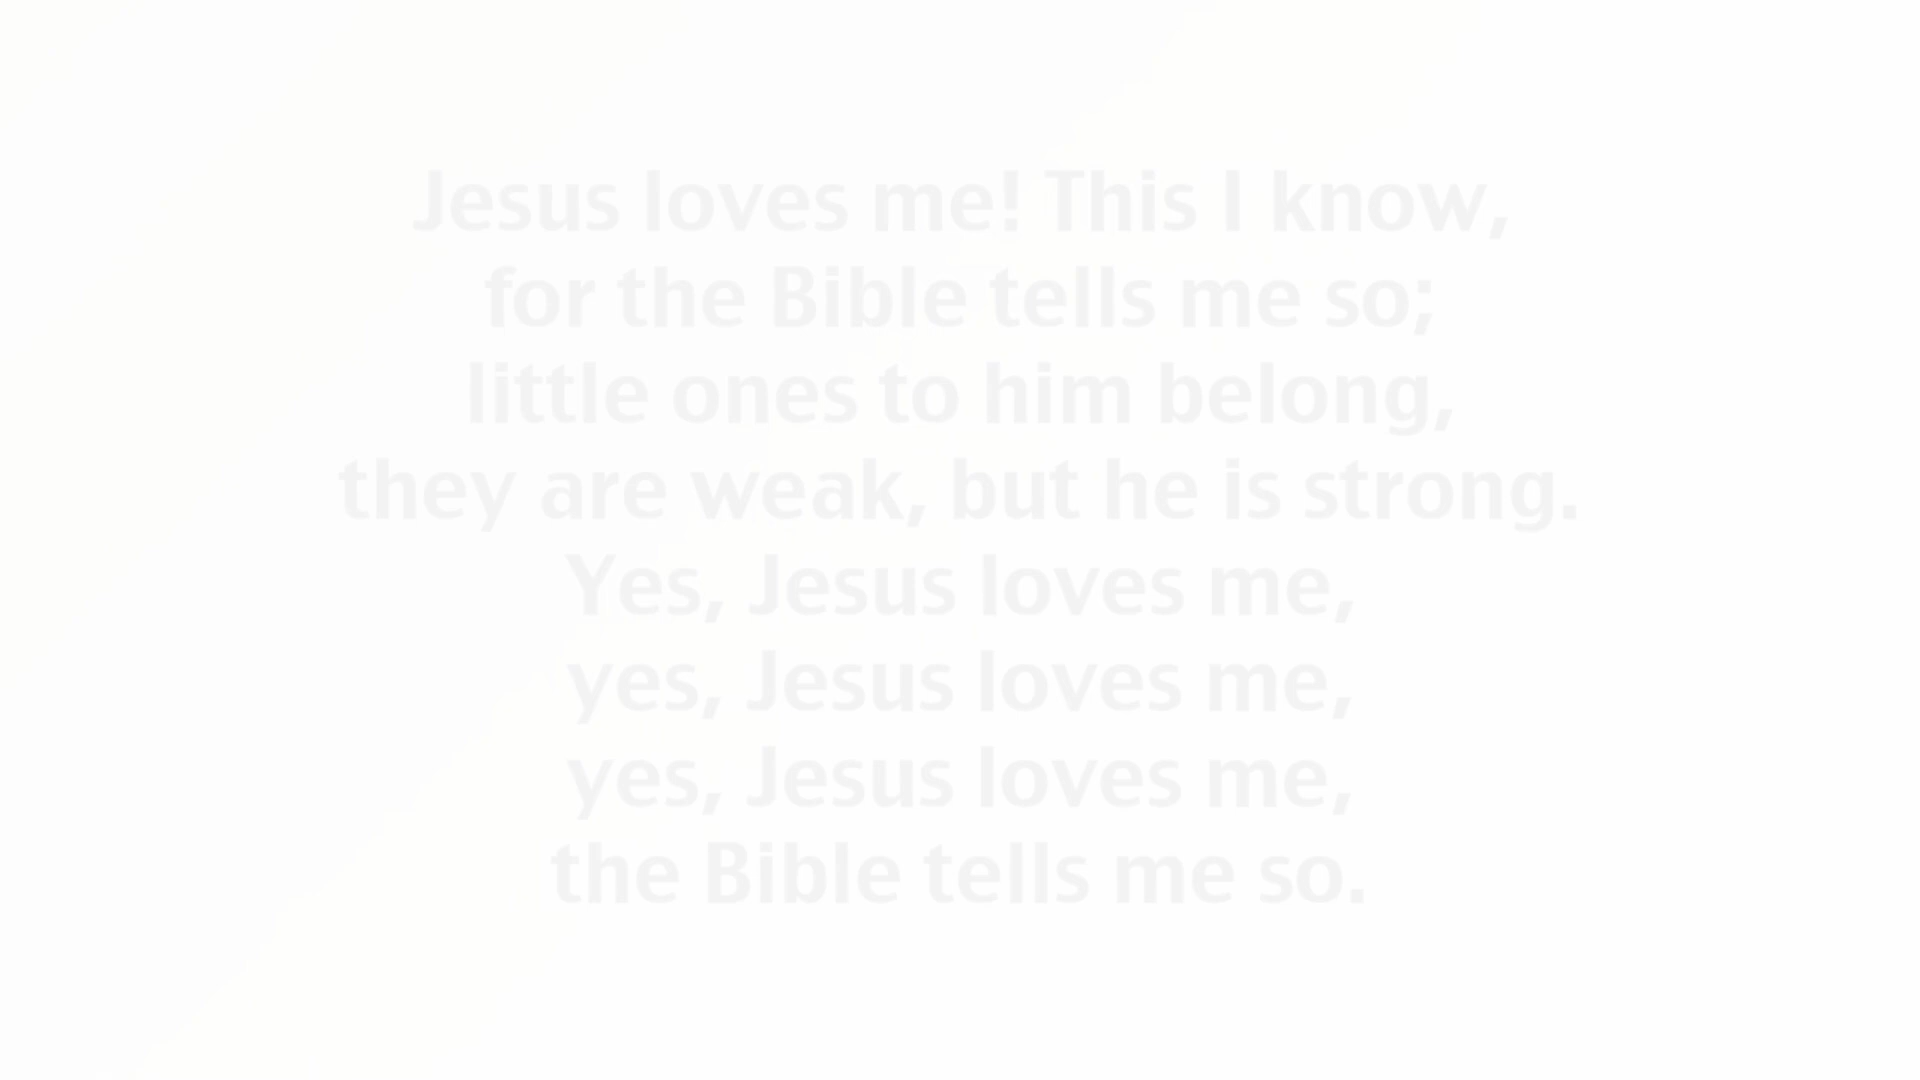 Jesus loves me! This I know,
for the Bible tells me so;
little ones to him belong,
they are weak, but he is strong.
Yes, Jesus loves me,
yes, Jesus loves me,
yes, Jesus loves me,
the Bible tells me so.